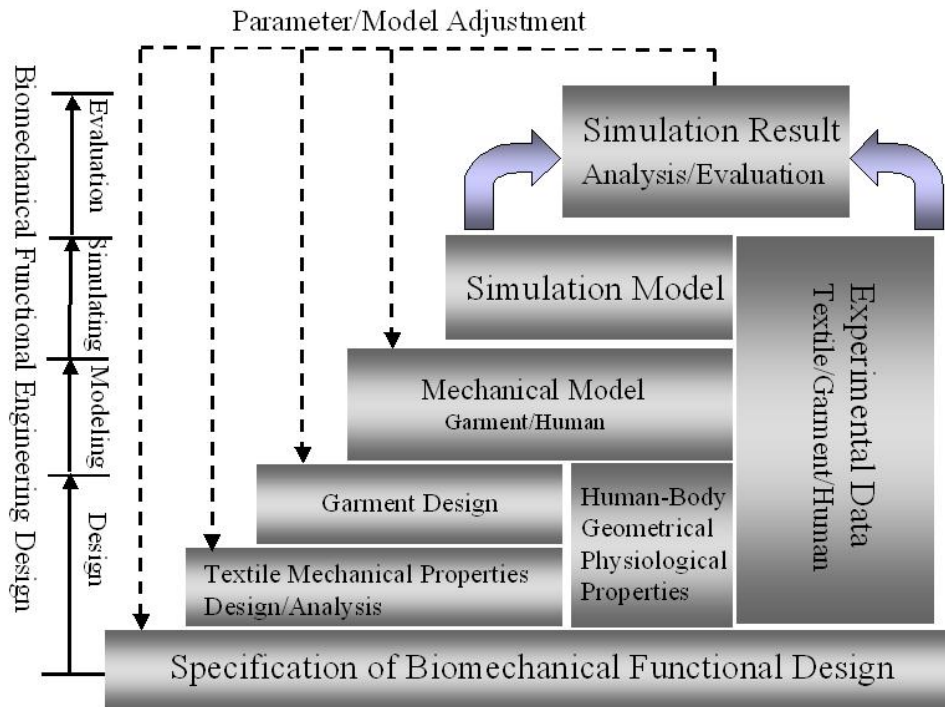 Parameter/Model Adjustment
Biomechanical Functional Engineering Design
Evaluation
Simulating
Modeling
Design
Simulation Result
Analysis/Evaluation
Simulation Model
Mechanical Model
Garment/Human
Garment Design
Textile Mechanical Properties
Design/Analysis
Human-Body
Geometrical
Physiological
Properties
Experimental Data
Textile/Garment/Human
Specification of Biomechanical Functional Design